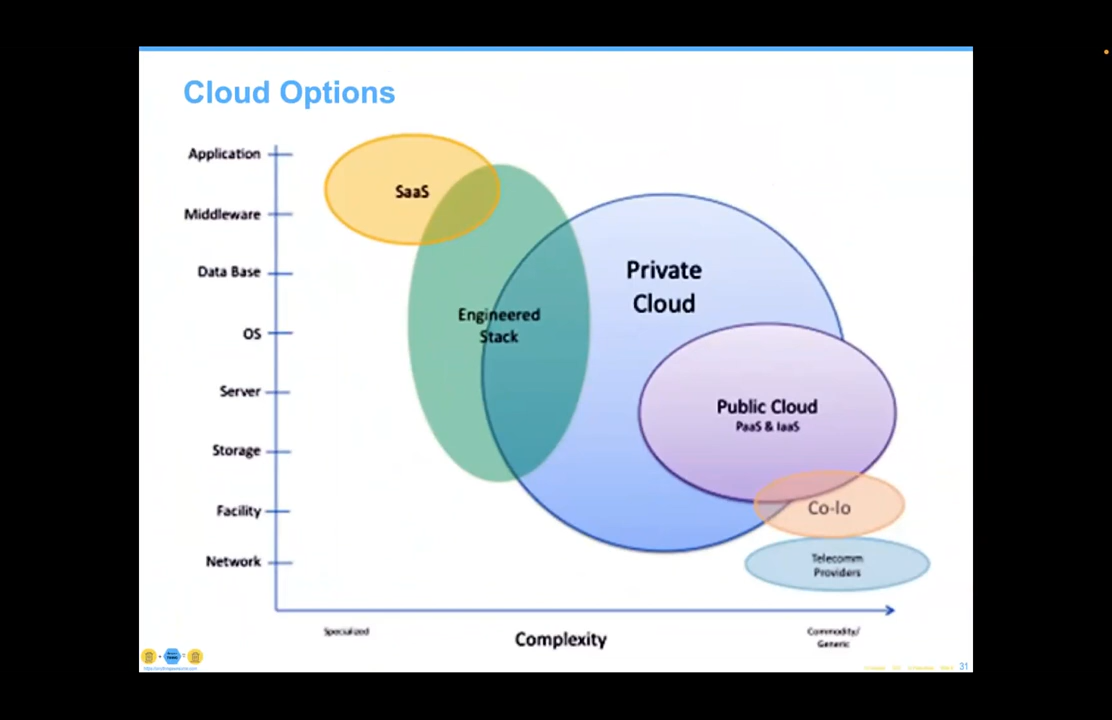 Cloud Options
Application
Middleware
Data Base
OS
Server
Storage
Facility
Network
SaaS
Engineered
Stack
Private
Cloud
Public Cloud
PaaS & IaaS
Co-lo
Telecomm
Providers
Specialized
Complexity
Commodity/
Generic
31